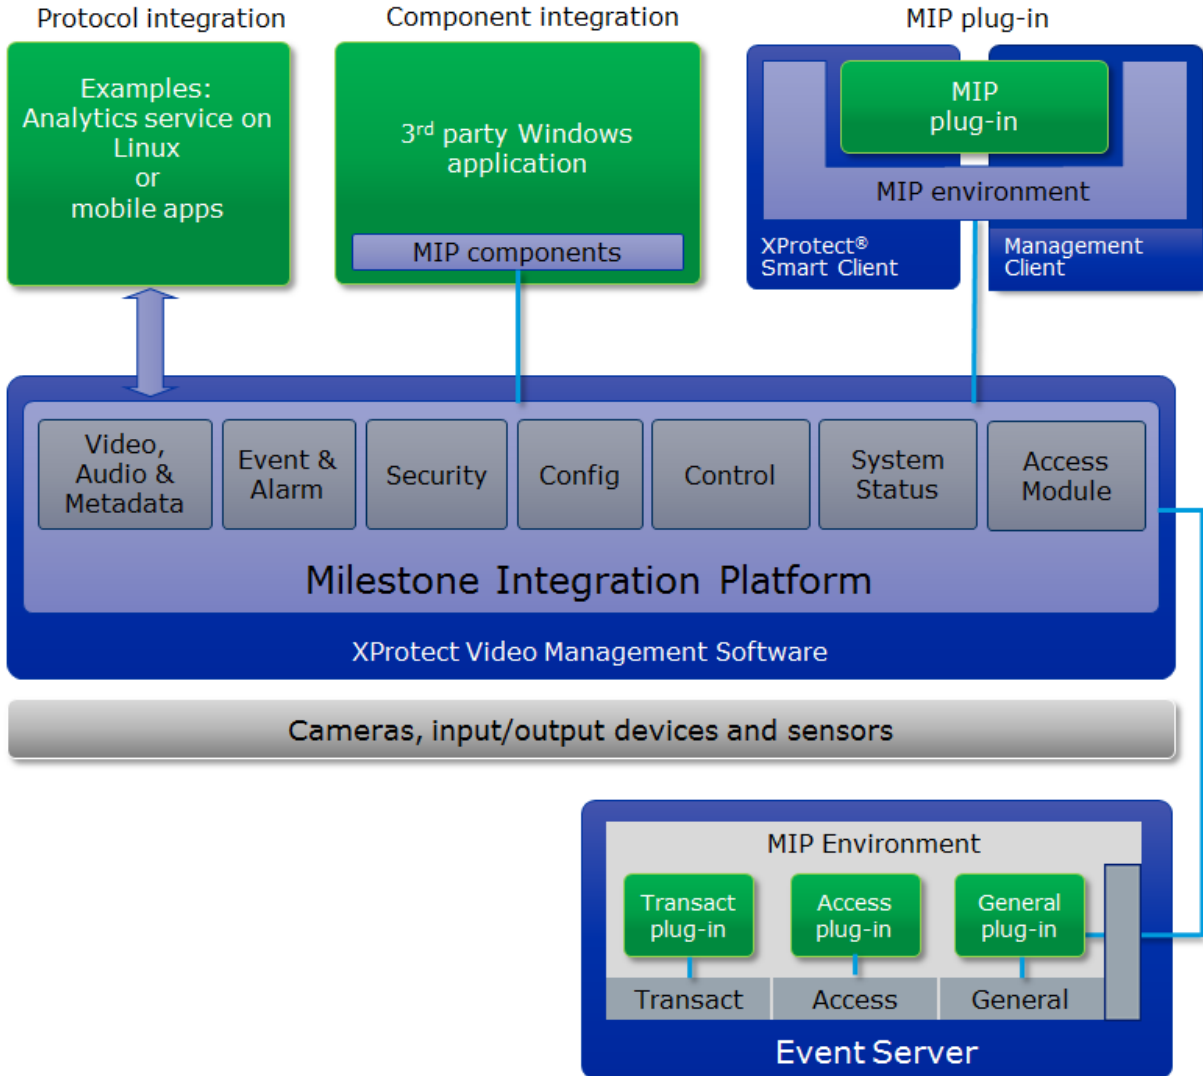 Protocol integration
Component integration
MIP plug-in
Examples:
Analytics service on
Linux
or
mobile apps
3rd party Windows
application
MIP components
MIP
plug-in
MIP environment
XProtect®
Smart Client
Management
Client
Video,
Audio &
Metadata
Event &
Alarm
Security
Config
Control
System
Status
Access
Module
Milestone Integration Platform
XProtect Video Management Software
Cameras, input/output devices and sensors
MIP Environment
Transact
plug-in
Access
plug-in
General
plug-in
Transact
Access
General
Event Server